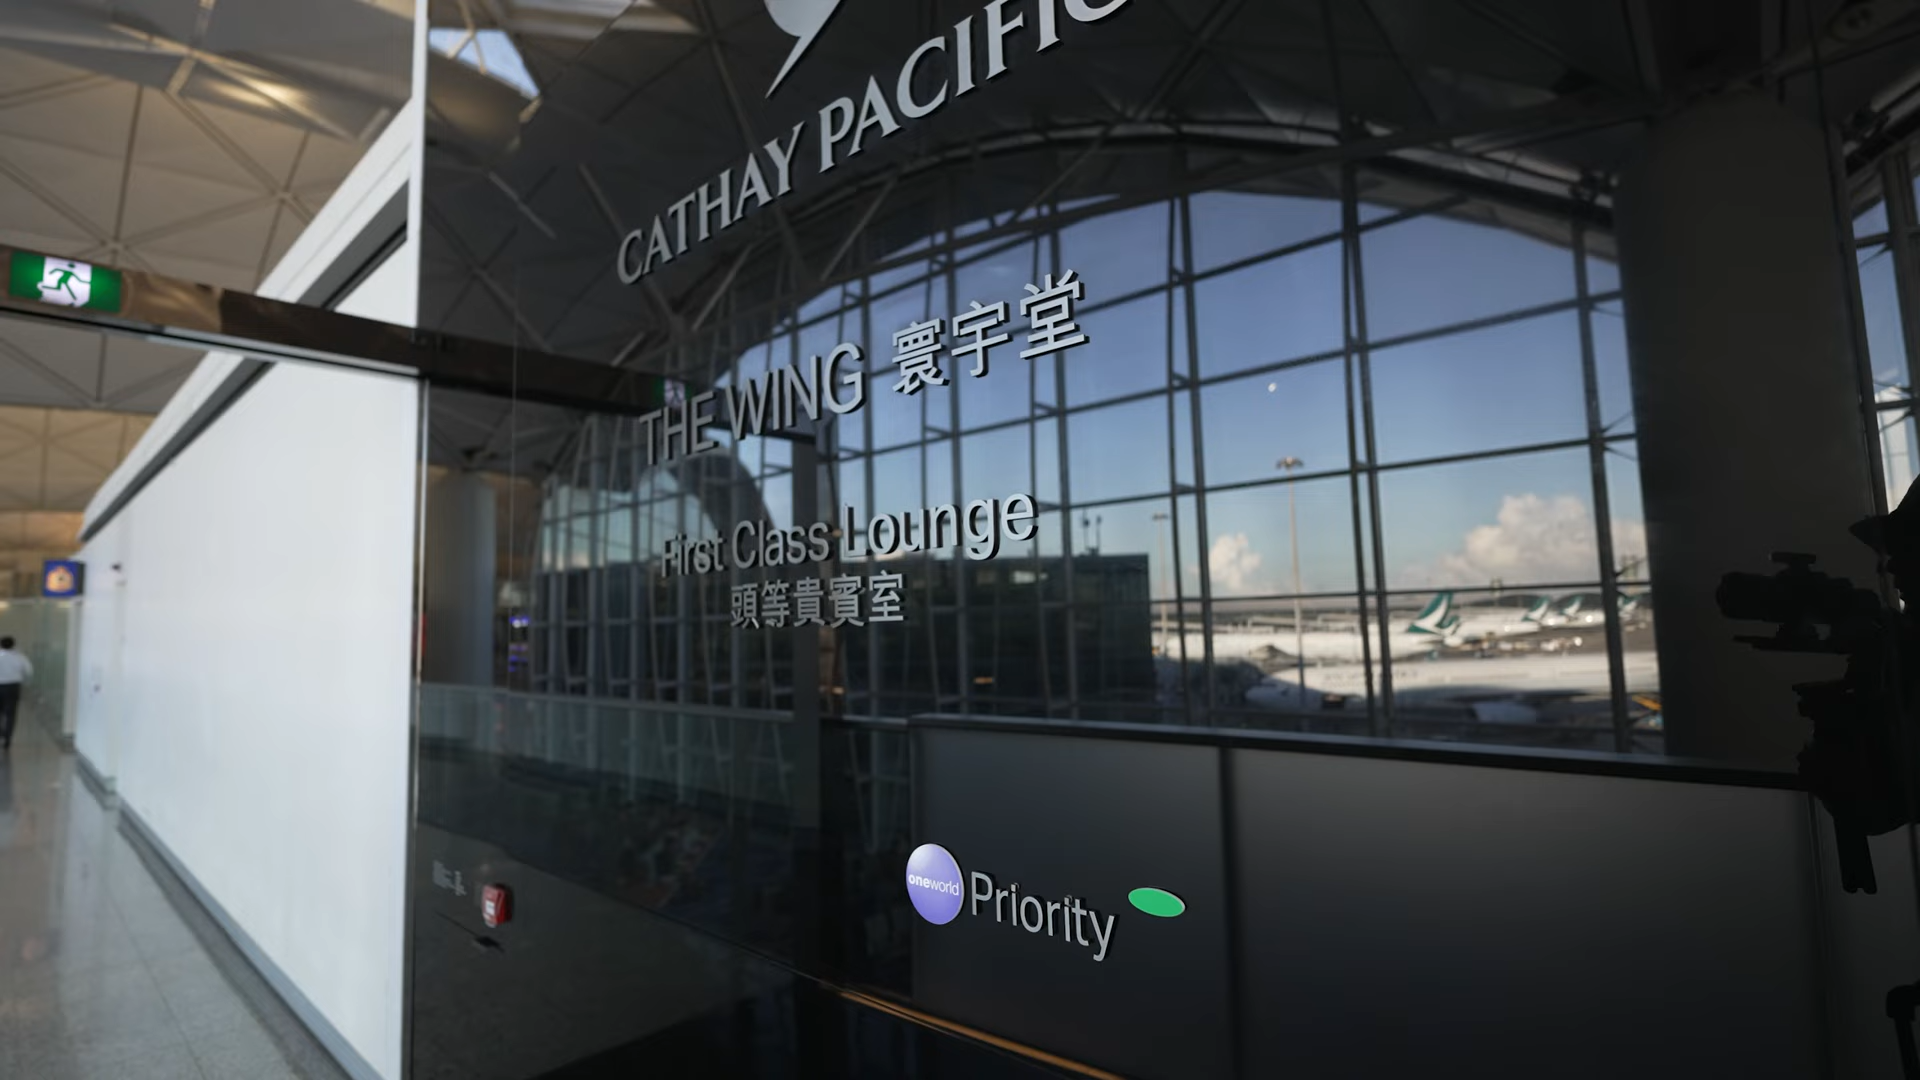 CATHAY PACIFIC
THE WING 寰宇堂
First Class Lounge
頭等貴賓室
oneworld Priority